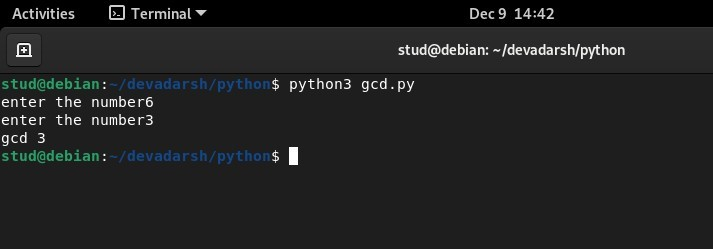 Activities Terminal Dec 9 14:42
stud@debian: ~/devadarsh/python
stud@debian:~/devadarsh/python$ python3 gcd.py
enter the number6
enter the number3
gcd 3
stud@debian:~/devadarsh/python$